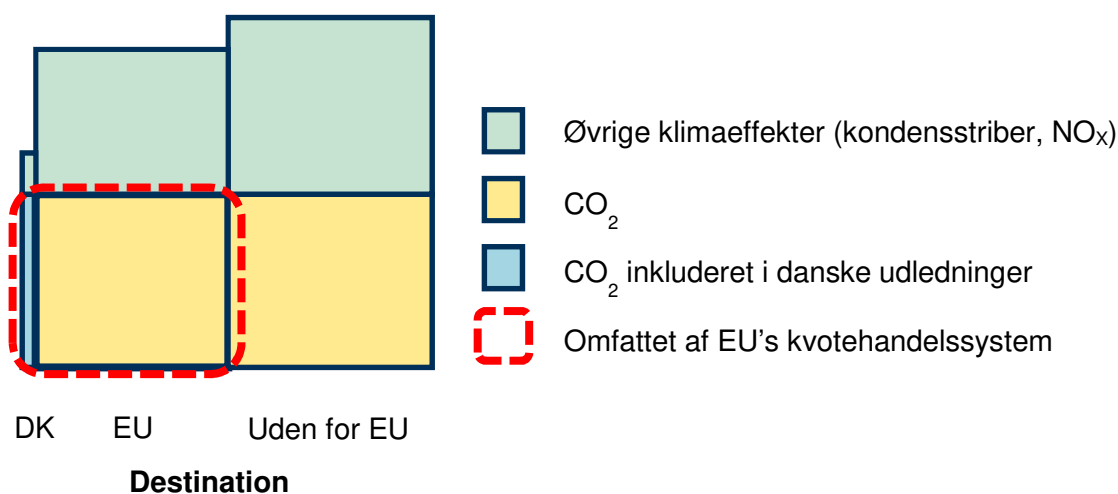 Øvrige klimaeffekter (kondensstriber, NOX)
CO2
CO2 inkluderet i danske udledninger
Omfattet af EU's kvotehandelssystem
DK EU Uden for EU
Destination